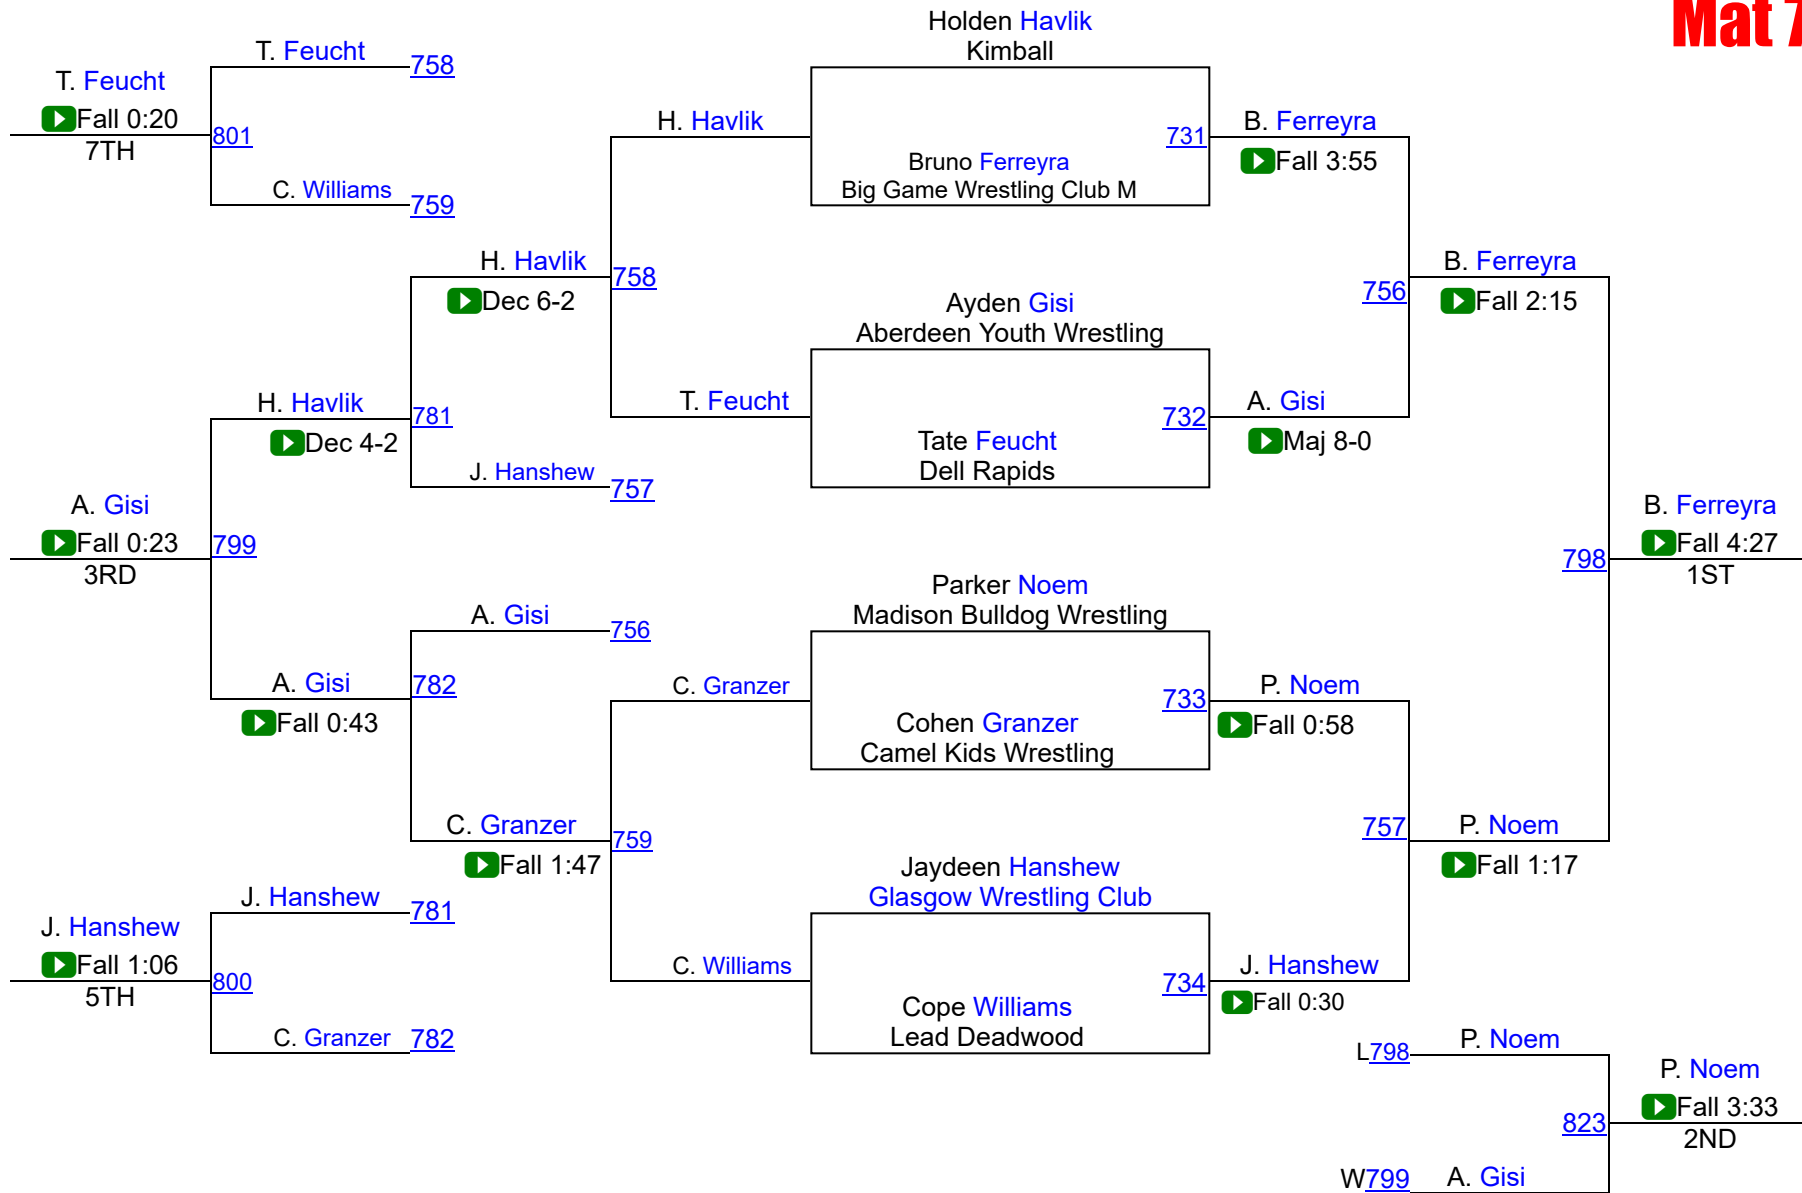 Mat 7
Holden Havlik
Kimball
T. Feucht
758
T. Feucht
Fall 0:20
7TH
801
C. Williams
759
H. Havlik
731
B. Ferreyra
Fall 3:55
Bruno Ferreyra
Big Game Wrestling Club M
H. Havlik
Dec 6-2
758
756
B. Ferreyra
Fall 2:15
Ayden Gisi
Aberdeen Youth Wrestling
H. Havlik
Dec 4-2
781
T. Feucht
732
A. Gisi
Maj 8-0
Tate Feucht
Dell Rapids
J. Hanshew
757
A. Gisi
Fall 0:23
3RD
799
798
B. Ferreyra
Fall 4:27
1ST
Parker Noem
Madison Bulldog Wrestling
A. Gisi
756
A. Gisi
Fall 0:43
782
C. Granzer
733
P. Noem
Fall 0:58
Cohen Granzer
Camel Kids Wrestling
C. Granzer
Fall 1:47
759
757
P. Noem
Fall 1:17
Jaydeen Hanshew
Glasgow Wrestling Club
J. Hanshew
781
J. Hanshew
Fall 1:06
5TH
800
C. Williams
734
J. Hanshew
Fall 0:30
Cope Williams
Lead Deadwood
C. Granzer
782
L798
P. Noem
P. Noem
Fall 3:33
2ND
823
W799
A. Gisi